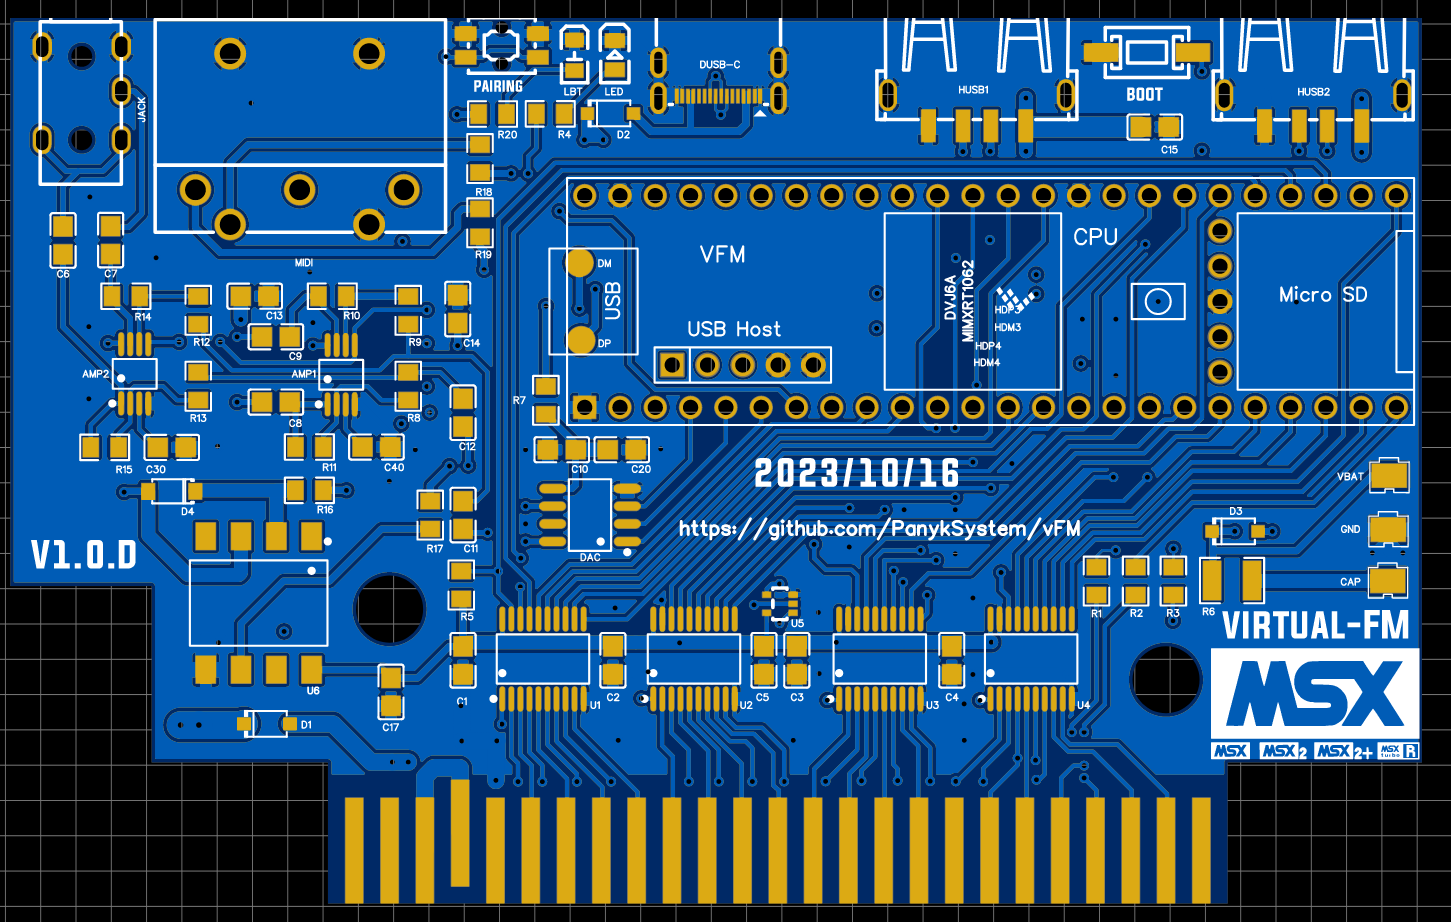 PAIRING
LBT
LED
DUSB-C
HUSB1
BOOT
HUSB2
JACK
R20
R4
D2
C15
R18
R19
MIDI
C6
C7
VFM
CPU
DM
USB
DP
USB Host
DVJ6A
MIMXRT1062
HDP3
HDM3
HDP4
HDM4
Micro SD
R14
C13
R10
R12
C9
R9
C14
AMP2
AMP1
R13
C8
R8
R7
C12
R15
C30
R11
C40
C10
C20
2023/10/16
VBAT
D4
R16
D3
https://github.com/PanykSystem/vFM
GND
V1.0.D
R17
C11
DAC
CAP
R5
R1
R2
R3
R6
U5
VIRTUAL-FM
U6
C1
U1
C2
U2
C5
C3
U3
C4
U4
C17
D1
MSX
MSX
MSX 2
MSX 2+
MSX turbo R